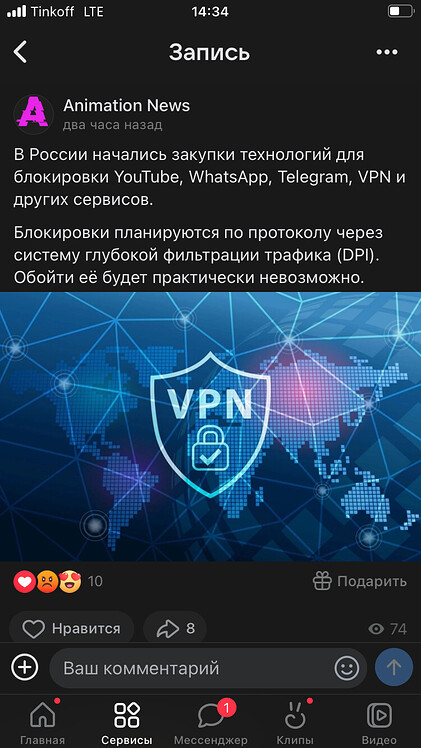 Tinkoff LTE 14:34
Запись
Animation News
два часа назад
В России начались закупки технологий для
блокировки YouTube, WhatsApp, Telegram, VPN и
других сервисов.
Блокировки планируются по протоколу через
систему глубокой фильтрации трафика (DPI).
Обойти её будет практически невозможно.
VPN
10 Подарить
Нравится 8 74
Ваш комментарий
1
Главная Сервисы Мессенджер Клипы Видео